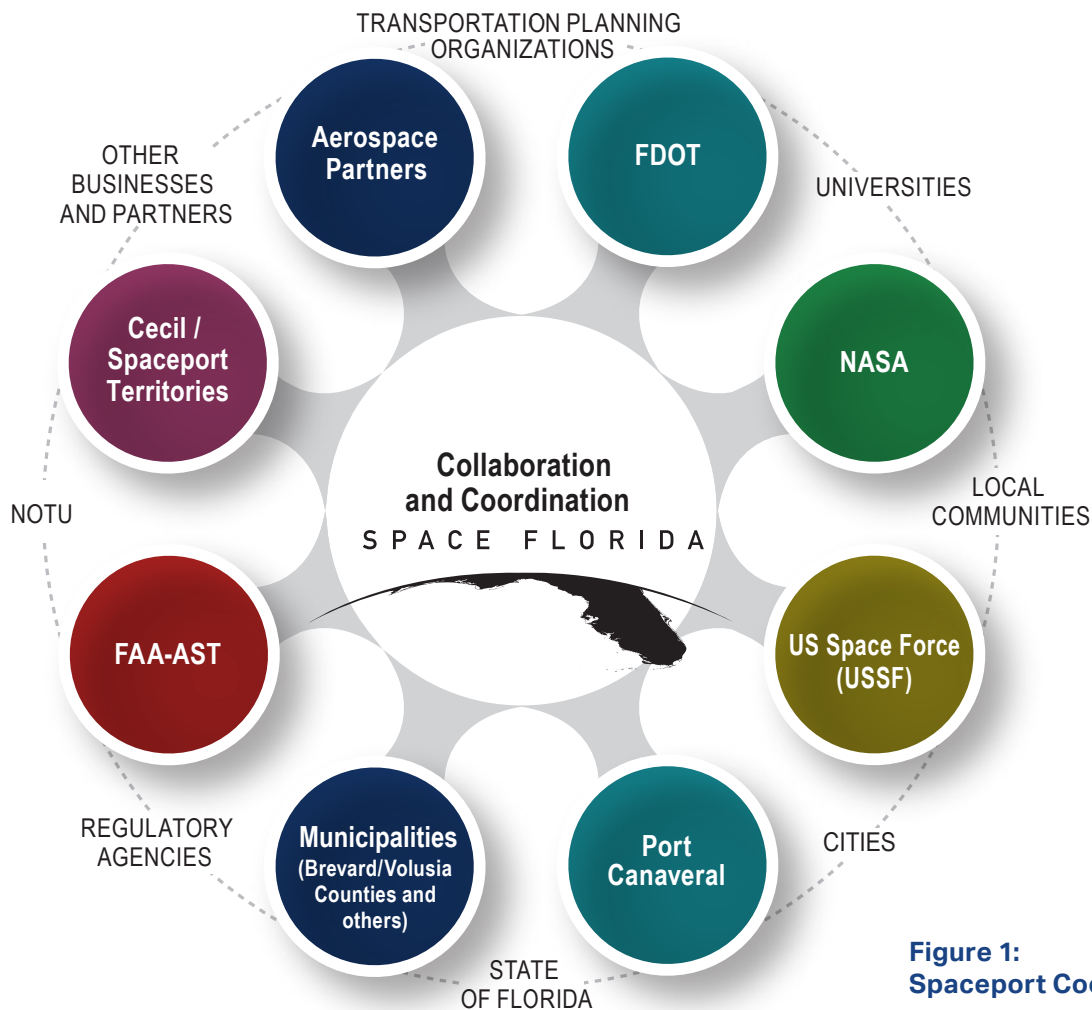 TRANSPORTATION PLANNING
ORGANIZATIONS
Aerospace
Partners
FDOT
OTHER
BUSINESSES
AND PARTNERS
UNIVERSITIES
Cecil /
Spaceport
Territories
NASA
Collaboration
and Coordination
SPACE FLORIDA
NOTU
LOCAL
COMMUNITIES
FAA-AST
US Space Force
(USSF)
REGULATORY
AGENCIES
Municipalities
(Brevard/Volusia
Counties and
others)
Port
Canaveral
CITIES
STATE
OF FLORIDA
Figure 1:
Spaceport